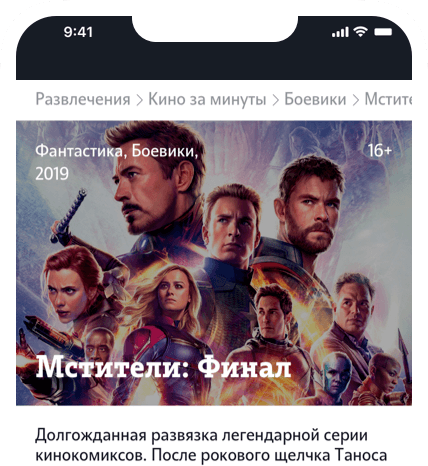 9:41
Развлечения > Кино за минуты > Боевики > Мстите
Фантастика, Боевики, 16+
2019
Мстители: Финал
Долгожданная развязка легендарной серии
кинокомиксов. После рокового щелчка Таноса